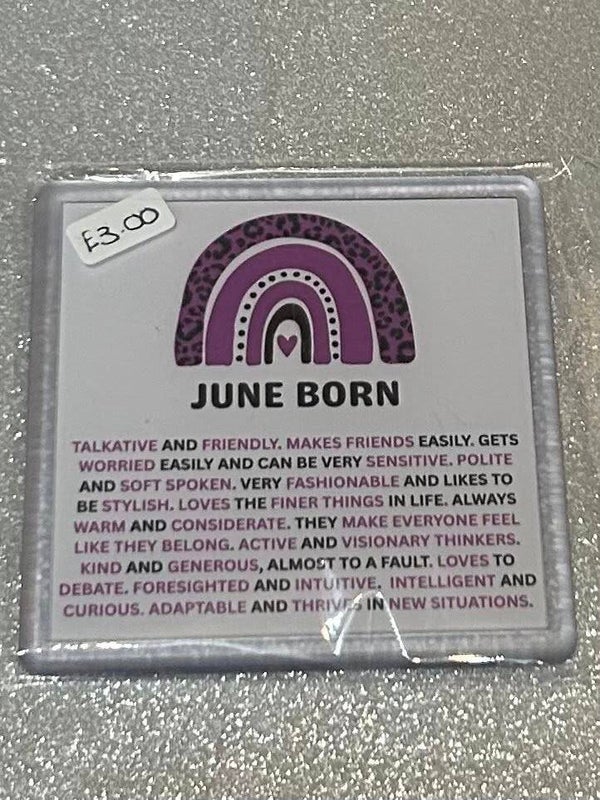 £3.00
JUNE BORN
TALKATIVE AND FRIENDLY. MAKES FRIENDS EASILY. GETS
WORRIED EASILY AND CAN BE VERY SENSITIVE. POLITE
AND SOFT SPOKEN. VERY FASHIONABLE AND LIKES TO
BE STYLISH. LOVES THE FINER THINGS IN LIFE. ALWAYS
WARM AND CONSIDERATE. THEY MAKE EVERYONE FEEL
LIKE THEY BELONG. ACTIVE AND VISIONARY THINKERS.
KIND AND GENEROUS, ALMOST TO A FAULT. LOVES TO
DEBATE. FORESIGHTED AND INTUITIVE. INTELLIGENT AND
CURIOUS. ADAPTABLE AND THRIVES IN NEW SITUATIONS.